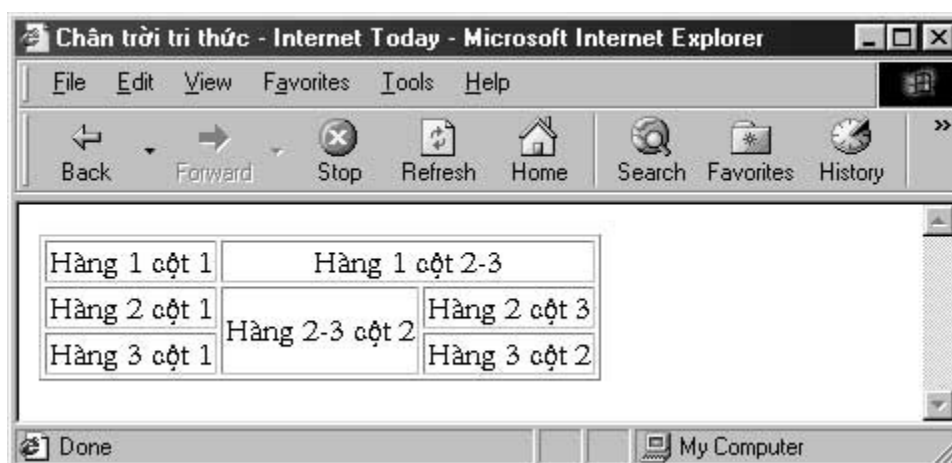 Chân trời tri thức - Internet Today - Microsoft Internet Explorer
File Edit View Favorites Tools Help
Back Forward Stop Refresh Home Search Favorites History »
Hàng 1 cột 1 Hàng 1 cột 2-3
Hàng 2 cột 1 Hàng 2-3 cột 2 Hàng 2 cột 3
Hàng 3 cột 1 Hàng 3 cột 2
Done My Computer